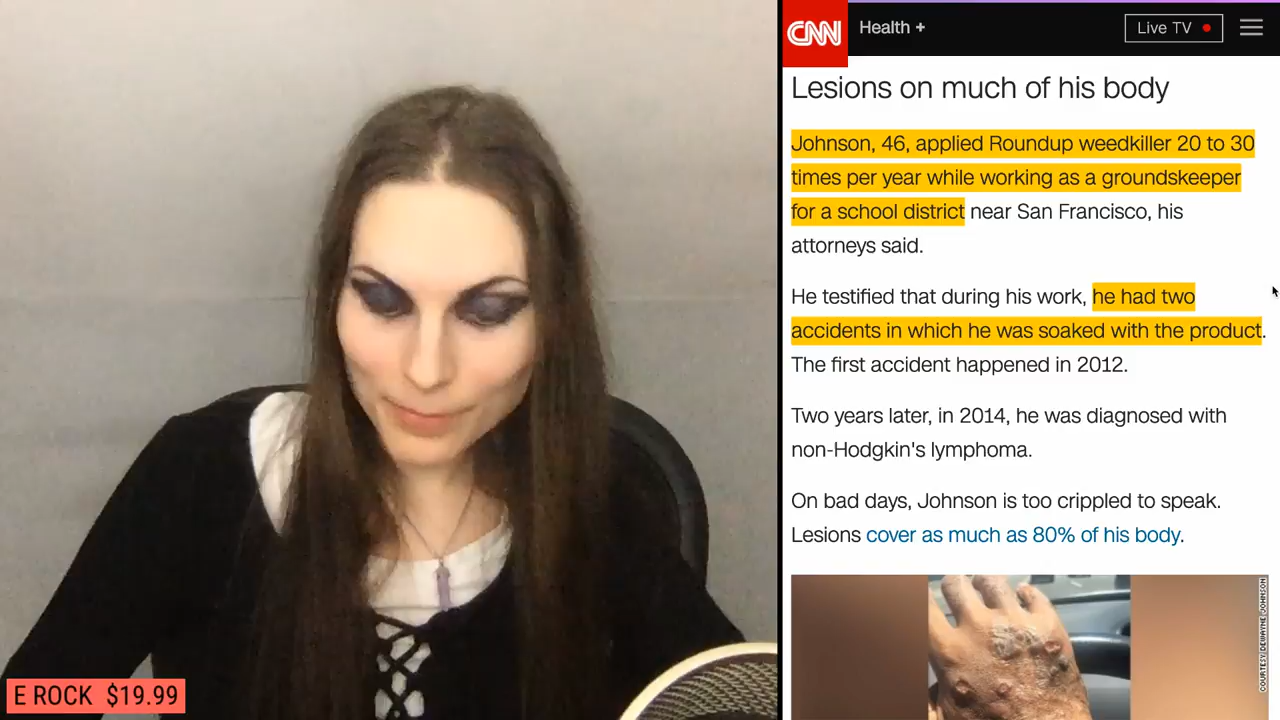 CNN
Health +
Live TV
Lesions on much of his body
Johnson, 46, applied Roundup weedkiller 20 to 30
times per year while working as a groundskeeper
for a school district near San Francisco, his
attorneys said.
He testified that during his work, he had two
accidents in which he was soaked with the product.
The first accident happened in 2012.
Two years later, in 2014, he was diagnosed with
non-Hodgkin's lymphoma.
On bad days, Johnson is too crippled to speak.
Lesions cover as much as 80% of his body.
COURTESY DEWAYNE JOHNSON
E ROCK $19.99